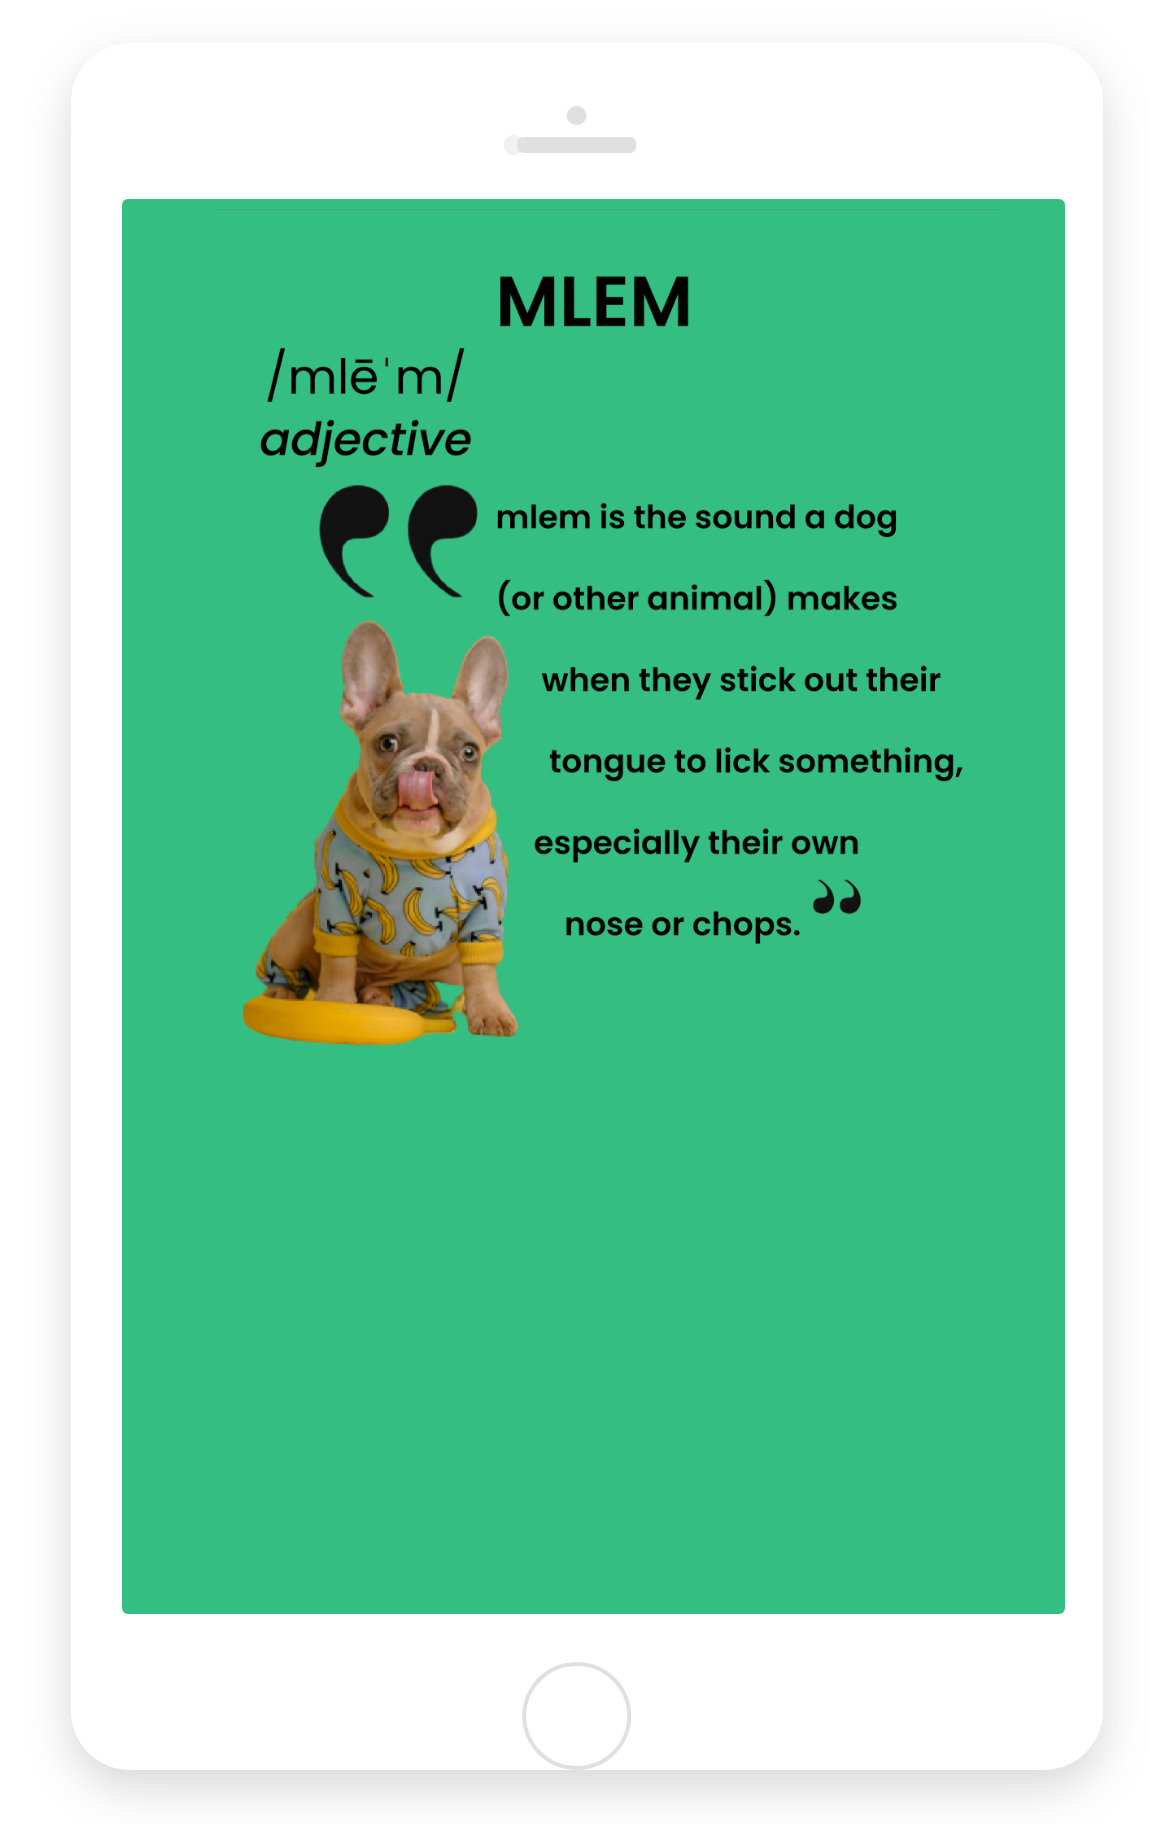 MLEM
/mlēˈm/
adjective
❛❛ mlem is the sound a dog
(or other animal) makes
when they stick out their
tongue to lick something,
especially their own
nose or chops. ❜❜